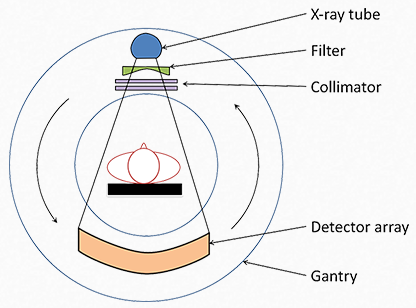 X-ray tube
Filter
Collimator
Detector array
Gantry